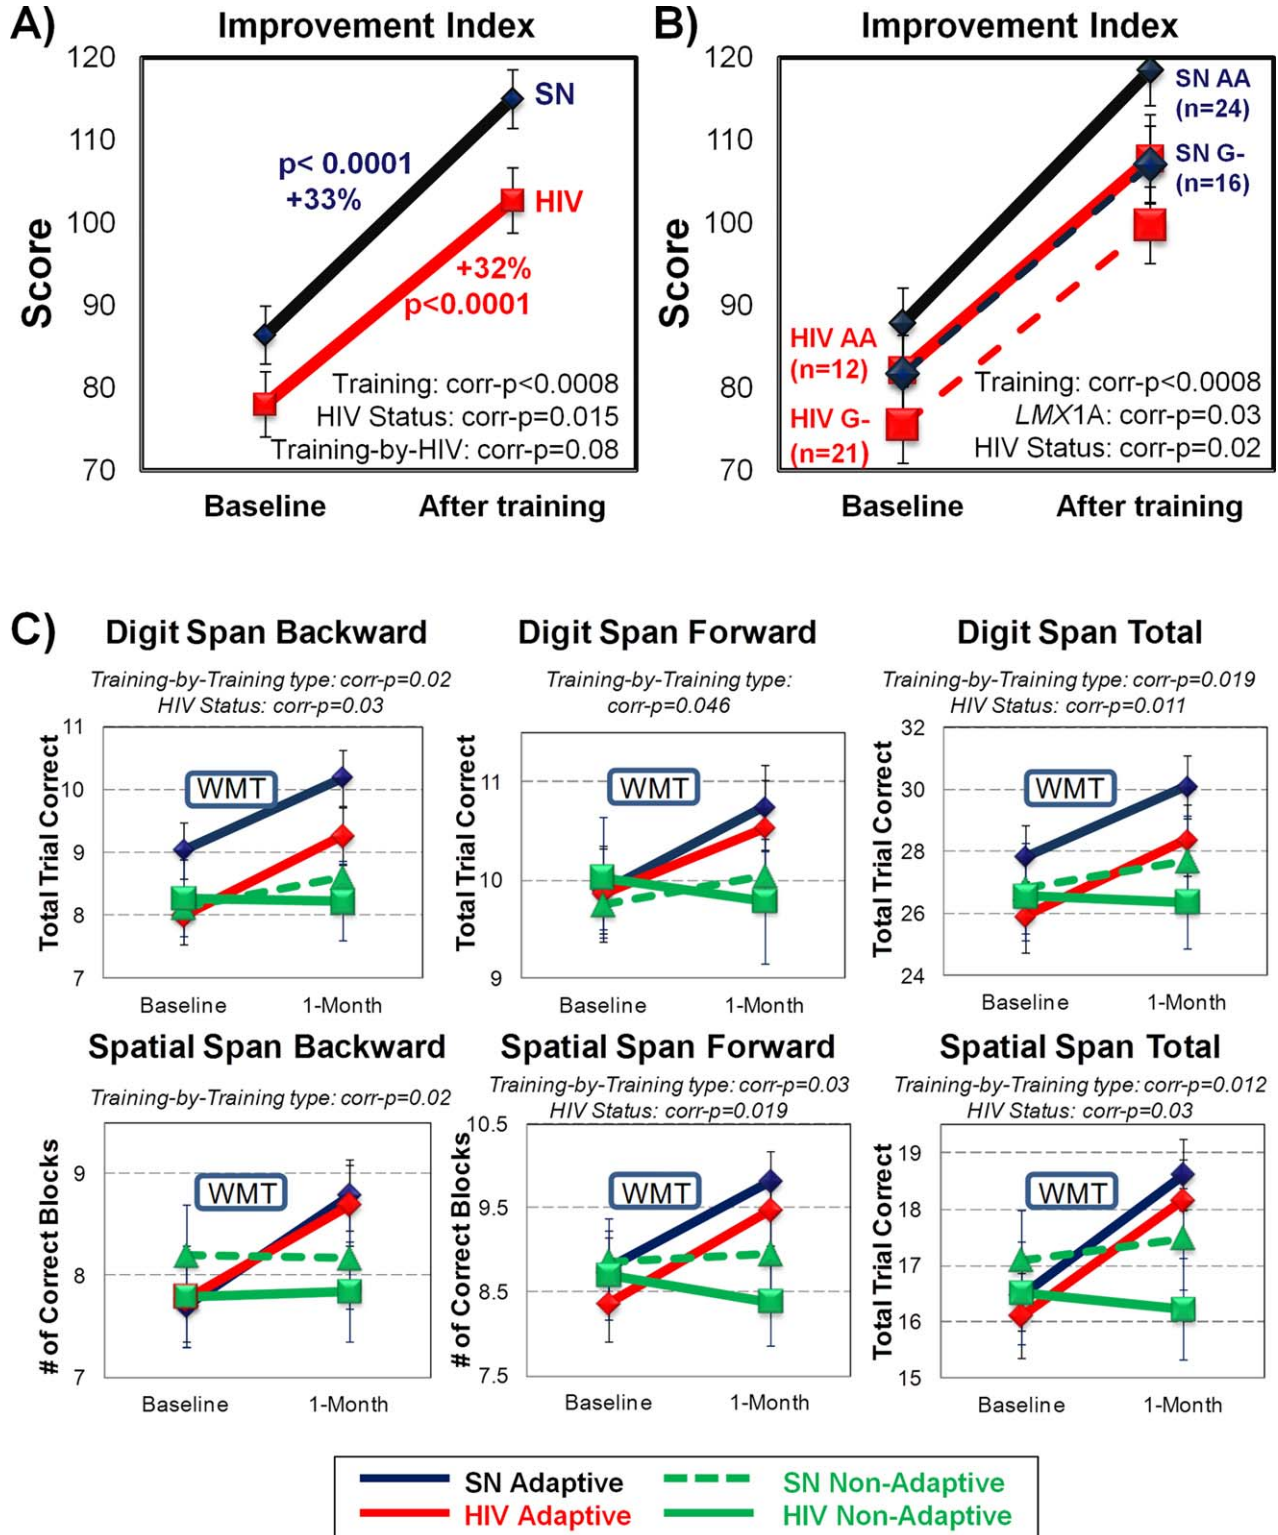 A)
Improvement Index
120
110
100
90
80
70
Score
SN
p< 0.0001
+33%
HIV
+32%
p<0.0001
Training: corr-p<0.0008
HIV Status: corr-p=0.015
Training-by-HIV: corr-p=0.08
Baseline
After training
B)
Improvement Index
120
110
100
90
80
70
Score
SN AA
(n=24)
SN G-
(n=16)
HIV AA
(n=12)
HIV G-
(n=21)
Training: corr-p<0.0008
LMX1A: corr-p=0.03
HIV Status: corr-p=0.02
Baseline
After training
C)
Digit Span Backward
Training-by-Training type: corr-p=0.02
HIV Status: corr-p=0.03
11
10
9
8
7
Total Trial Correct
WMT
Baseline
1-Month
Digit Span Forward
Training-by-Training type:
corr-p=0.046
11
10
9
Total Trial Correct
WMT
Baseline
1-Month
Digit Span Total
Training-by-Training type: corr-p=0.019
HIV Status: corr-p=0.011
32
30
28
26
24
Total Trial Correct
WMT
Baseline
1-Month
Spatial Span Backward
Training-by-Training type: corr-p=0.02
9
8
7
# of Correct Blocks
WMT
Baseline
1-Month
Spatial Span Forward
Training-by-Training type: corr-p=0.03
HIV Status: corr-p=0.019
10.5
9.5
8.5
7.5
# of Correct Blocks
WMT
Baseline
1-Month
Spatial Span Total
Training-by-Training type: corr-p=0.012
HIV Status: corr-p=0.03
19
18
17
16
15
Total Trial Correct
WMT
Baseline
1-Month
SN Adaptive
SN Non-Adaptive
HIV Adaptive
HIV Non-Adaptive